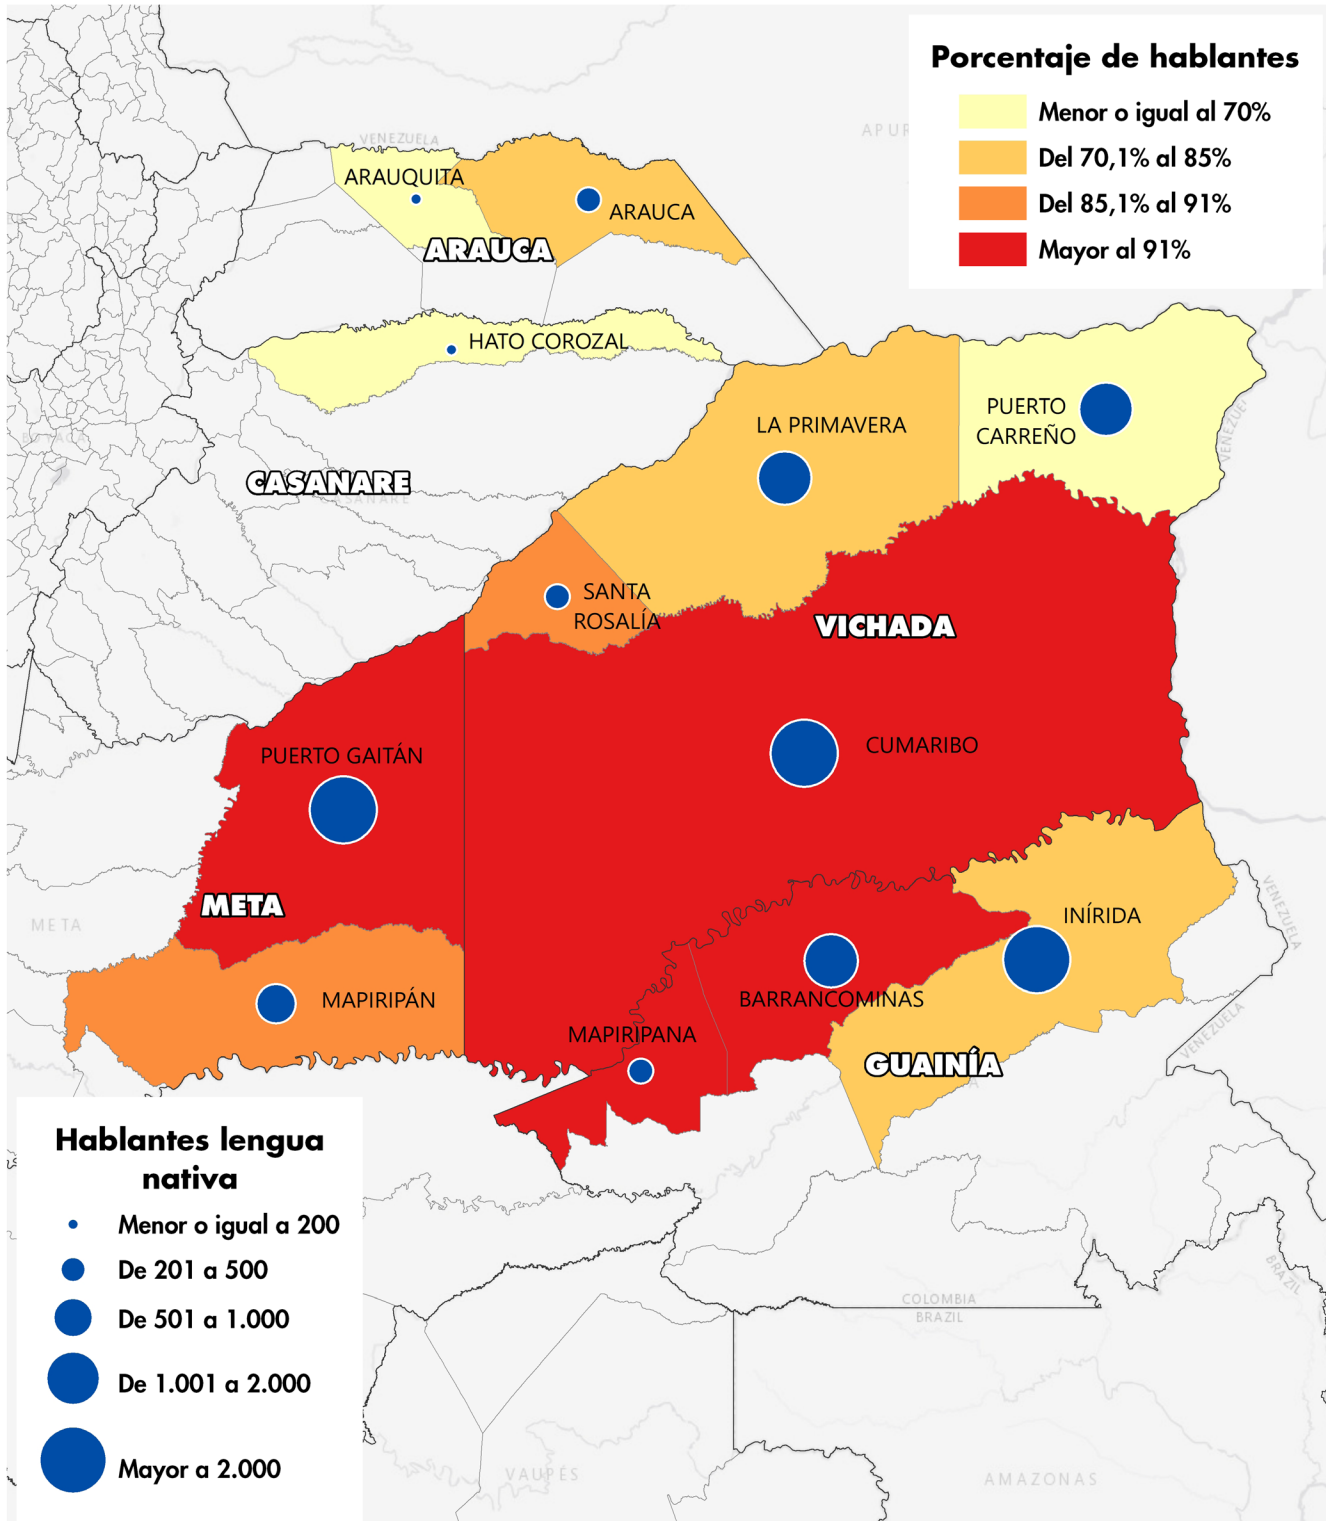 Porcentaje de hablantes
Menor o igual al 70%
Del 70,1% al 85%
Del 85,1% al 91%
Mayor al 91%
VENEZUELA
ARAUQUITA
ARAUCA
ARAUCA
HATO COROZAL
LA PRIMAVERA
PUERTO
CARREÑO
CASANARE
SANTA
ROSALÍA
VICHADA
CUMARIBO
PUERTO GAITÁN
META
META
INÍRIDA
VENEZUELA
MAPIRIPÁN
BARRANCOMINAS
MAPIRIPANA
VENEZUELA
GUAINÍA
Hablantes lengua
nativa
Menor o igual a 200
De 201 a 500
De 501 a 1.000
De 1.001 a 2.000
Mayor a 2.000
COLOMBIA
BRAZIL
BRAZIL
VAUPÉS
AMAZONAS